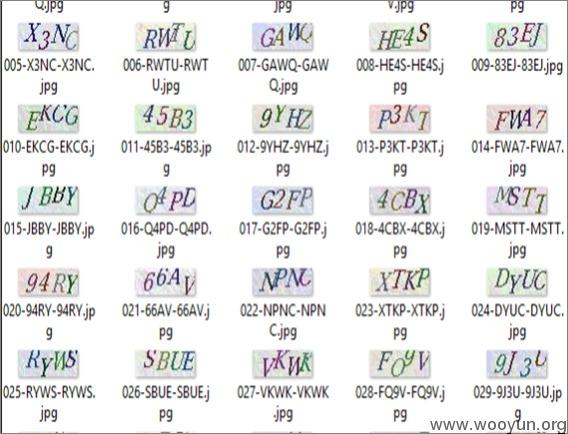 Q.jpg g jpg V.jpg pg
X3NC RWTU GAWQ HE4S 83EJ
005-X3NC-X3NC.jpg 006-RWTU-RWTU.jpg 007-GAWQ-GAWQ.jpg 008-HE4S-HE4S.jpg 009-83EJ-83EJ.jpg
EKCG 45B3 9YHZ P3KT FWA7
010-EKCG-EKCG.jpg 011-45B3-45B3.jpg 012-9YHZ-9YHZ.jpg 013-P3KT-P3KT.jpg 014-FWA7-FWA7.jpg
JBBY Q4PD G2FP 4CBX MSTT
015-JBBY-JBBY.jpg 016-Q4PD-Q4PD.jpg 017-G2FP-G2FP.jpg 018-4CBX-4CBX.jpg 019-MSTT-MSTT.jpg
94RY 66AV NPNC XTKP DYUC
020-94RY-94RY.jpg 021-66AV-66AV.jpg 022-NPNC-NPNC.jpg 023-XTKP-XTKP.jpg 024-DYUC-DYUC.jpg
RYWS SBUE VKWK FQ9V 9J3U
025-RYWS-RYWS.jpg 026-SBUE-SBUE.jpg 027-VKWK-VKWK.jpg 028-FQ9V-FQ9V.jpg 029-9J3U-9J3U.jpg
www.wooyun.org